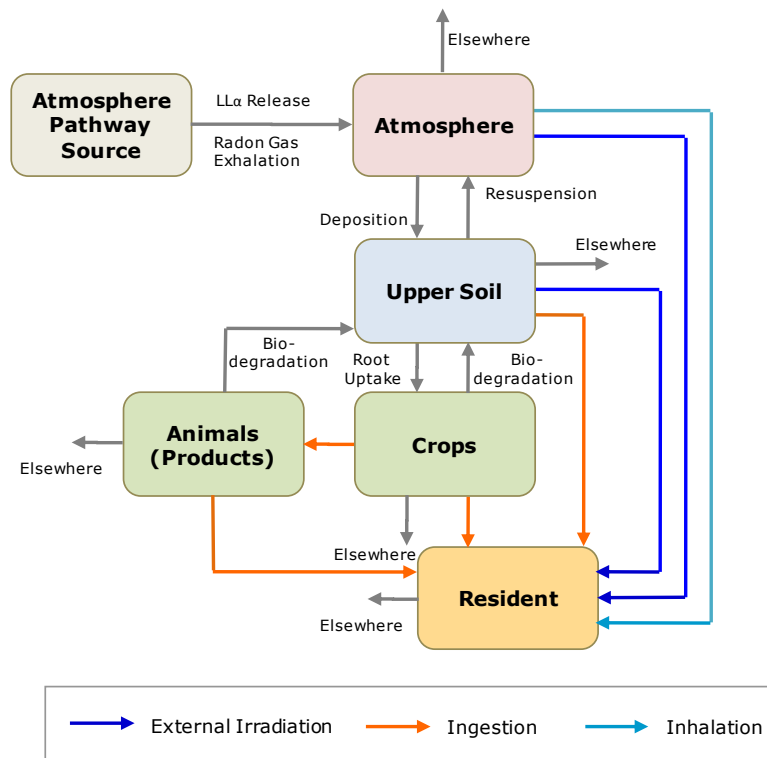 Elsewhere
Atmosphere
Pathway
Source
LLα Release
Radon Gas
Exhalation
Atmosphere
Deposition
Resuspension
Elsewhere
Upper Soil
Bio-
degradation
Root
Uptake
Bio-
degradation
Animals
(Products)
Crops
Elsewhere
Elsewhere
Resident
Elsewhere
External Irradiation
Ingestion
Inhalation